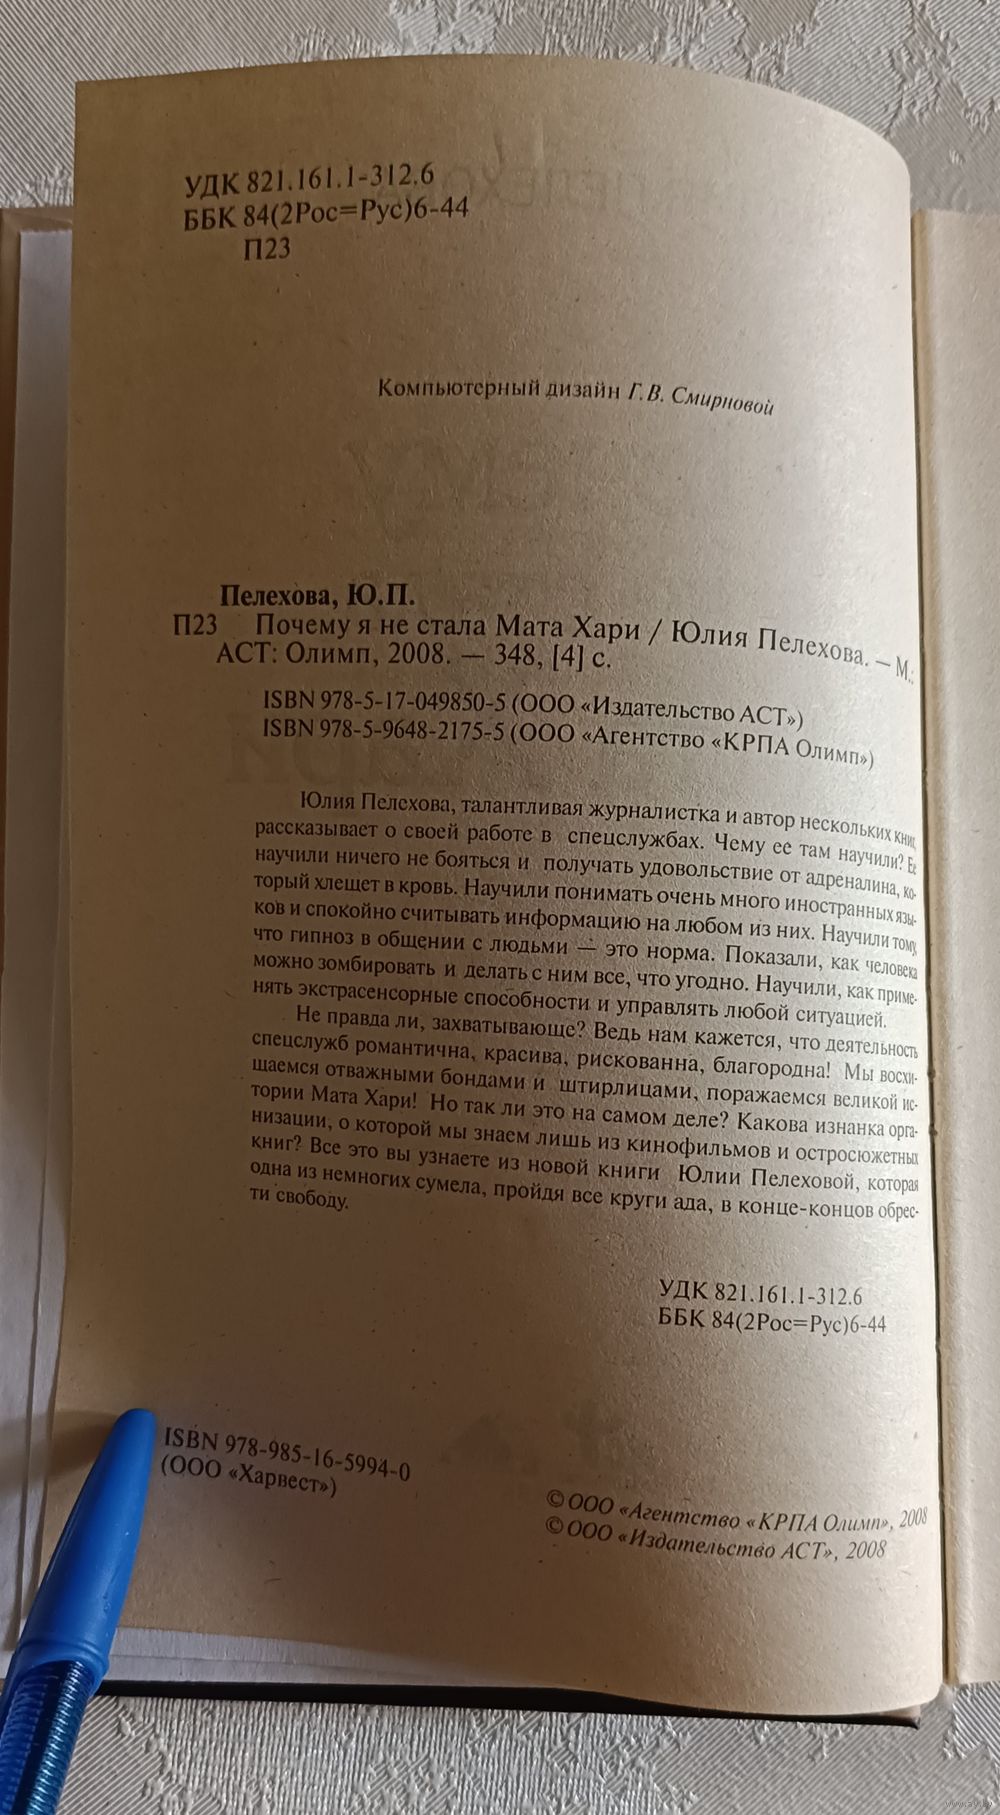 УДК 821.161.1-312.6
ББК 84(2Рос=Рус)6-44
П23
Компьютерный дизайн Г.В. Смирновой
Пелехова, Ю.П.
П23 Почему я не стала Мата Хари / Юлия Пелехова. — М.:
АСТ: Олимп, 2008. — 348, [4] с.
ISBN 978-5-17-049850-5 (ООО «Издательство АСТ»)
ISBN 978-5-9648-2175-5 (ООО «Агентство «КРПА Олимп»)
Юлия Пелехова, талантливая журналистка и автор нескольких книг,
рассказывает о своей работе в спецслужбах. Чему ее там научили? Ее
научили ничего не бояться и получать удовольствие от адреналина, ко-
торый хлещет в кровь. Научили понимать очень много иностранных язы-
ков и спокойно считывать информацию на любом из них. Научили тому,
что гипноз в общении с людьми — это норма. Показали, как человека
можно зомбировать и делать с ним все, что угодно. Научили, как приме-
нять экстрасенсорные способности и управлять любой ситуацией.
Не правда ли, захватывающе? Ведь нам кажется, что деятельность
спецслужб романтична, красива, рискованна, благородна! Мы восхи-
щаемся отважными бондами и штирлицами, поражаемся великой ис-
тории Мата Хари! Но так ли это на самом деле? Какова изнанка орга-
низации, о которой мы знаем лишь из кинофильмов и остросюжетных
книг? Все это вы узнаете из новой книги Юлии Пелеховой, которая
одна из немногих сумела, пройдя все круги ада, в конце-концов обрес-
ти свободу.
УДК 821.161.1-312.6
ББК 84(2Рос=Рус)6-44
ISBN 978-985-16-5994-0
(ООО «Харвест»)
© ООО «Агентство «КРПА Олимп», 2008
© ООО «Издательство АСТ», 2008